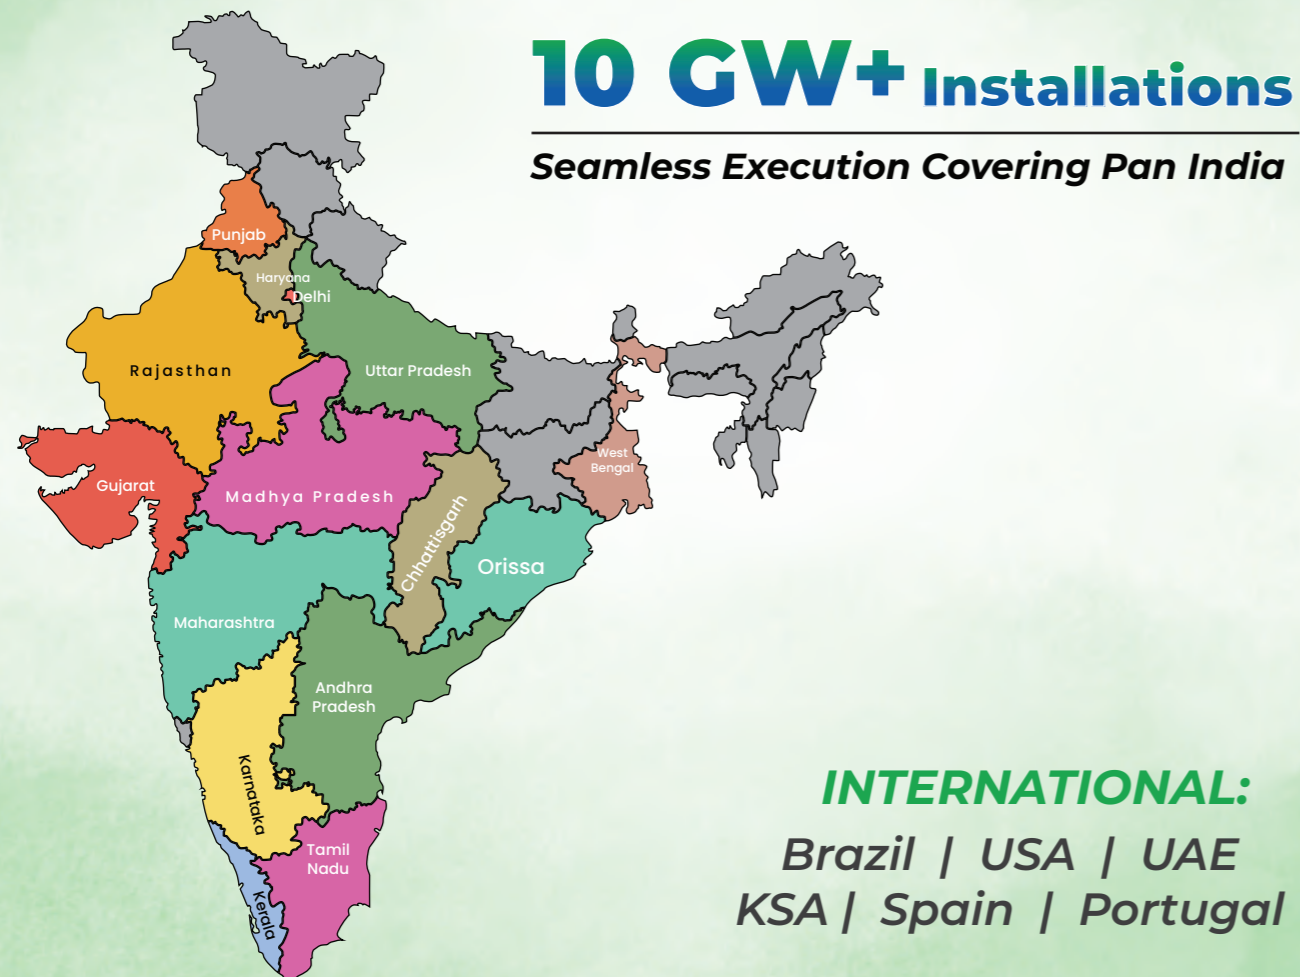 10 GW+ Installations
Seamless Execution Covering Pan India
Punjab
Haryana
Delhi
Rajasthan
Uttar Pradesh
Gujarat
Madhya Pradesh
West
Bengal
Chhattisgarh
Orissa
Maharashtra
Andhra
Pradesh
Karnataka
Tamil
Nadu
Kerala
INTERNATIONAL:
Brazil | USA | UAE
KSA | Spain | Portugal